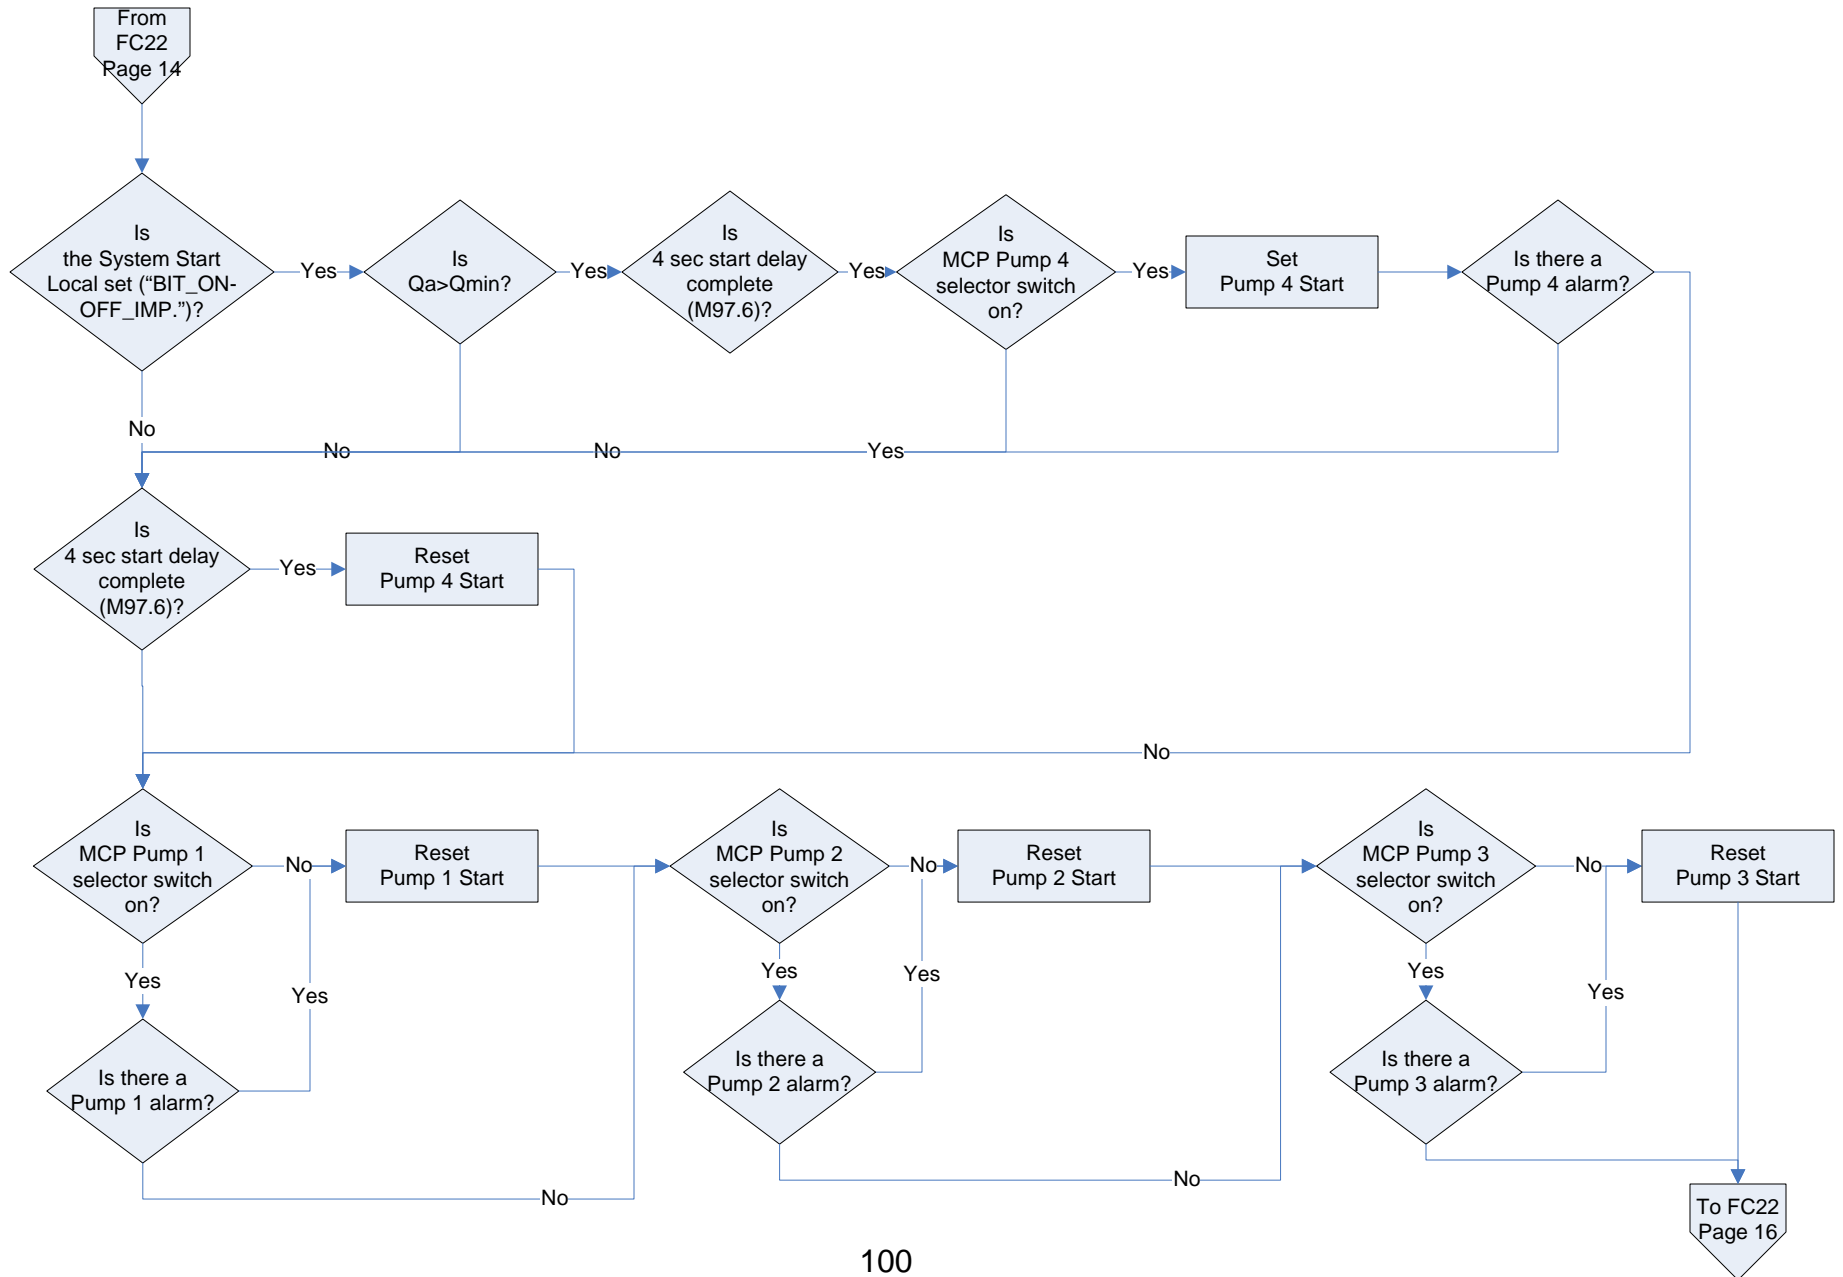 From
FC22
Page 14
Is
the System Start
Local set (“BIT_ON-
OFF_IMP.”)?
Yes
Is
Qa>Qmin?
Yes
Is
4 sec start delay
complete
(M97.6)?
Yes
Is
MCP Pump 4
selector switch
on?
Yes
Set
Pump 4 Start
Is there a
Pump 4 alarm?
No
No
No
Yes
Is
4 sec start delay
complete
(M97.6)?
Yes
Reset
Pump 4 Start
No
Is
MCP Pump 1
selector switch
on?
No
Reset
Pump 1 Start
Yes
Yes
Is there a
Pump 1 alarm?
No
Is
MCP Pump 2
selector switch
on?
No
Reset
Pump 2 Start
Yes
Yes
Is there a
Pump 2 alarm?
No
Is
MCP Pump 3
selector switch
on?
No
Reset
Pump 3 Start
Yes
Yes
Is there a
Pump 3 alarm?
To FC22
Page 16
100